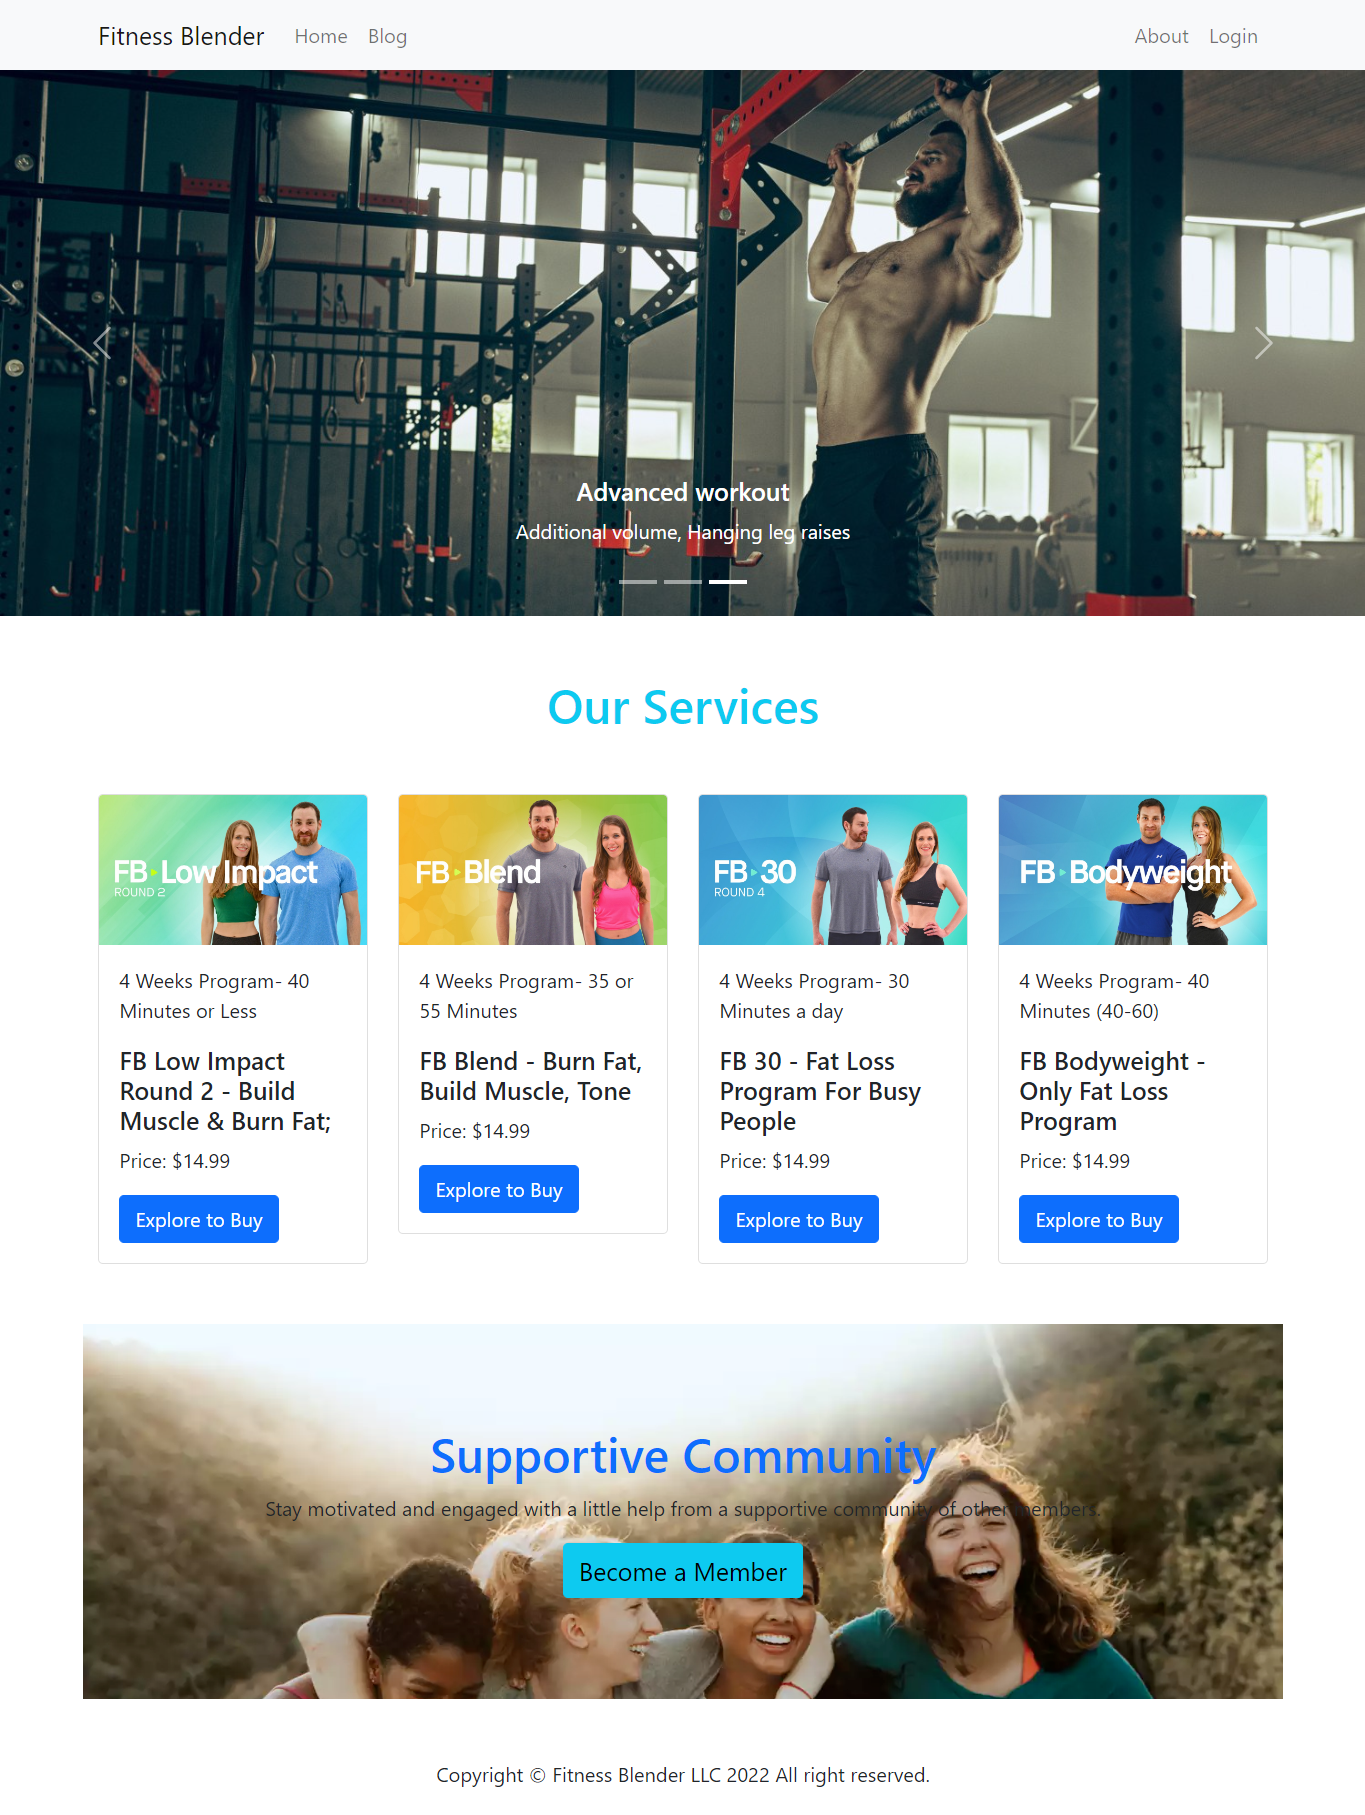 Fitness Blender Home Blog About Login
Advanced workout
Additional volume, Hanging leg raises
Our Services
FB Low Impact
ROUND 2
4 Weeks Program- 40
Minutes or Less
FB Low Impact
Round 2 - Build
Muscle & Burn Fat;
Price: $14.99
Explore to Buy
FB Blend
4 Weeks Program- 35 or
55 Minutes
FB Blend - Burn Fat,
Build Muscle, Tone
Price: $14.99
Explore to Buy
FB 30
ROUND 4
4 Weeks Program- 30
Minutes a day
FB 30 - Fat Loss
Program For Busy
People
Price: $14.99
Explore to Buy
FB Bodyweight
4 Weeks Program- 40
Minutes (40-60)
FB Bodyweight -
Only Fat Loss
Program
Price: $14.99
Explore to Buy
Supportive Community
Stay motivated and engaged with a little help from a supportive community of other members.
Become a Member
Copyright © Fitness Blender LLC 2022 All right reserved.